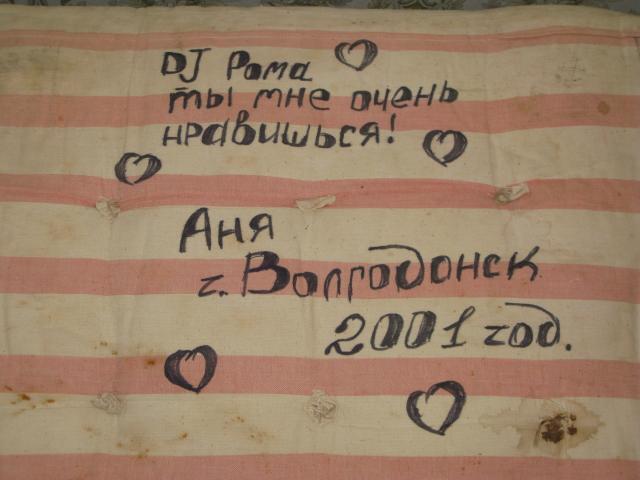 DJ Рома
ты мне очень
нравишься!
Аня
г. Волгодонск
2001 год.